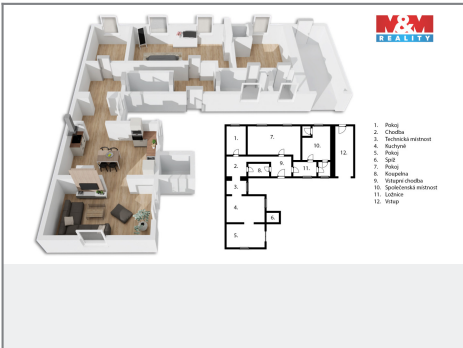 M&M
REALITY
1. Pokoj
2. Chodba
3. Technická místnost
4. Kuchyně
5. Pokoj
6. Spíž
7. Pokoj
8. Koupelna
9. Vstupní chodba
10. Společenská místnost
11. Ložnice
12. Vstup
1.
7.
10.
12.
2.
9.
8.
11.
3.
4.
6.
5.